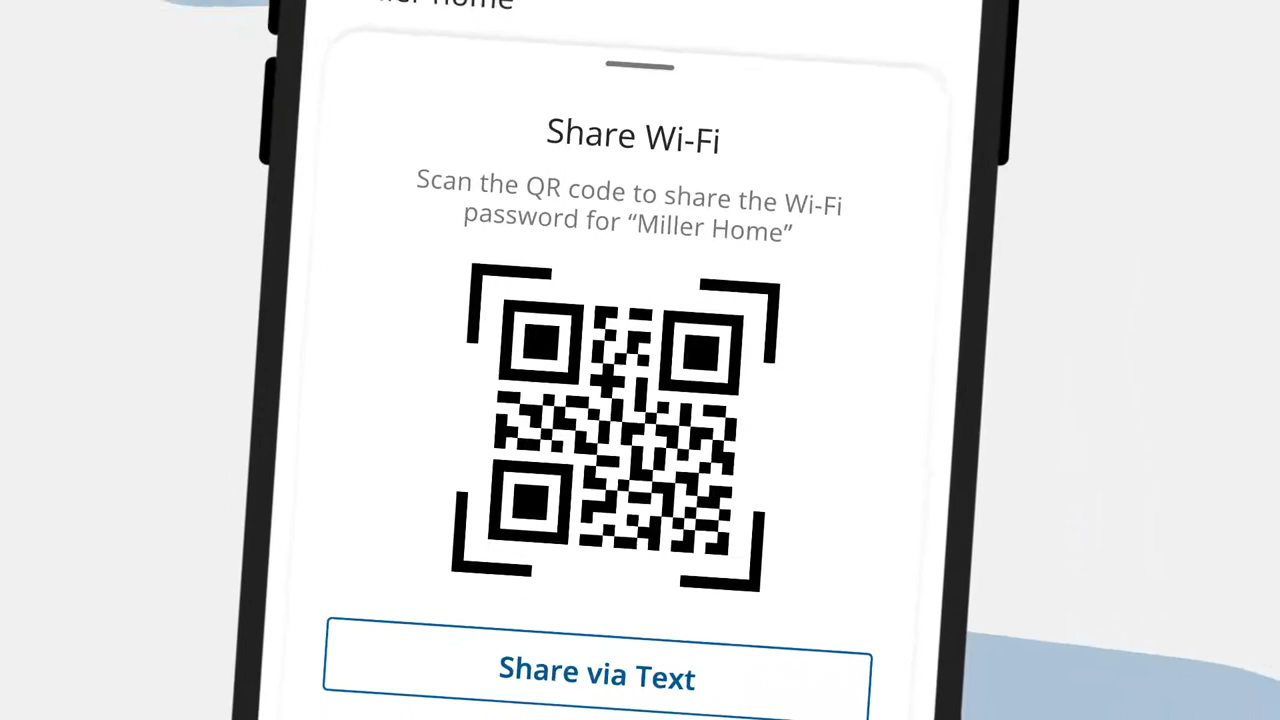 Home
Share Wi-Fi
Scan the QR code to share the Wi-Fi
password for “Miller Home”
Share via Text